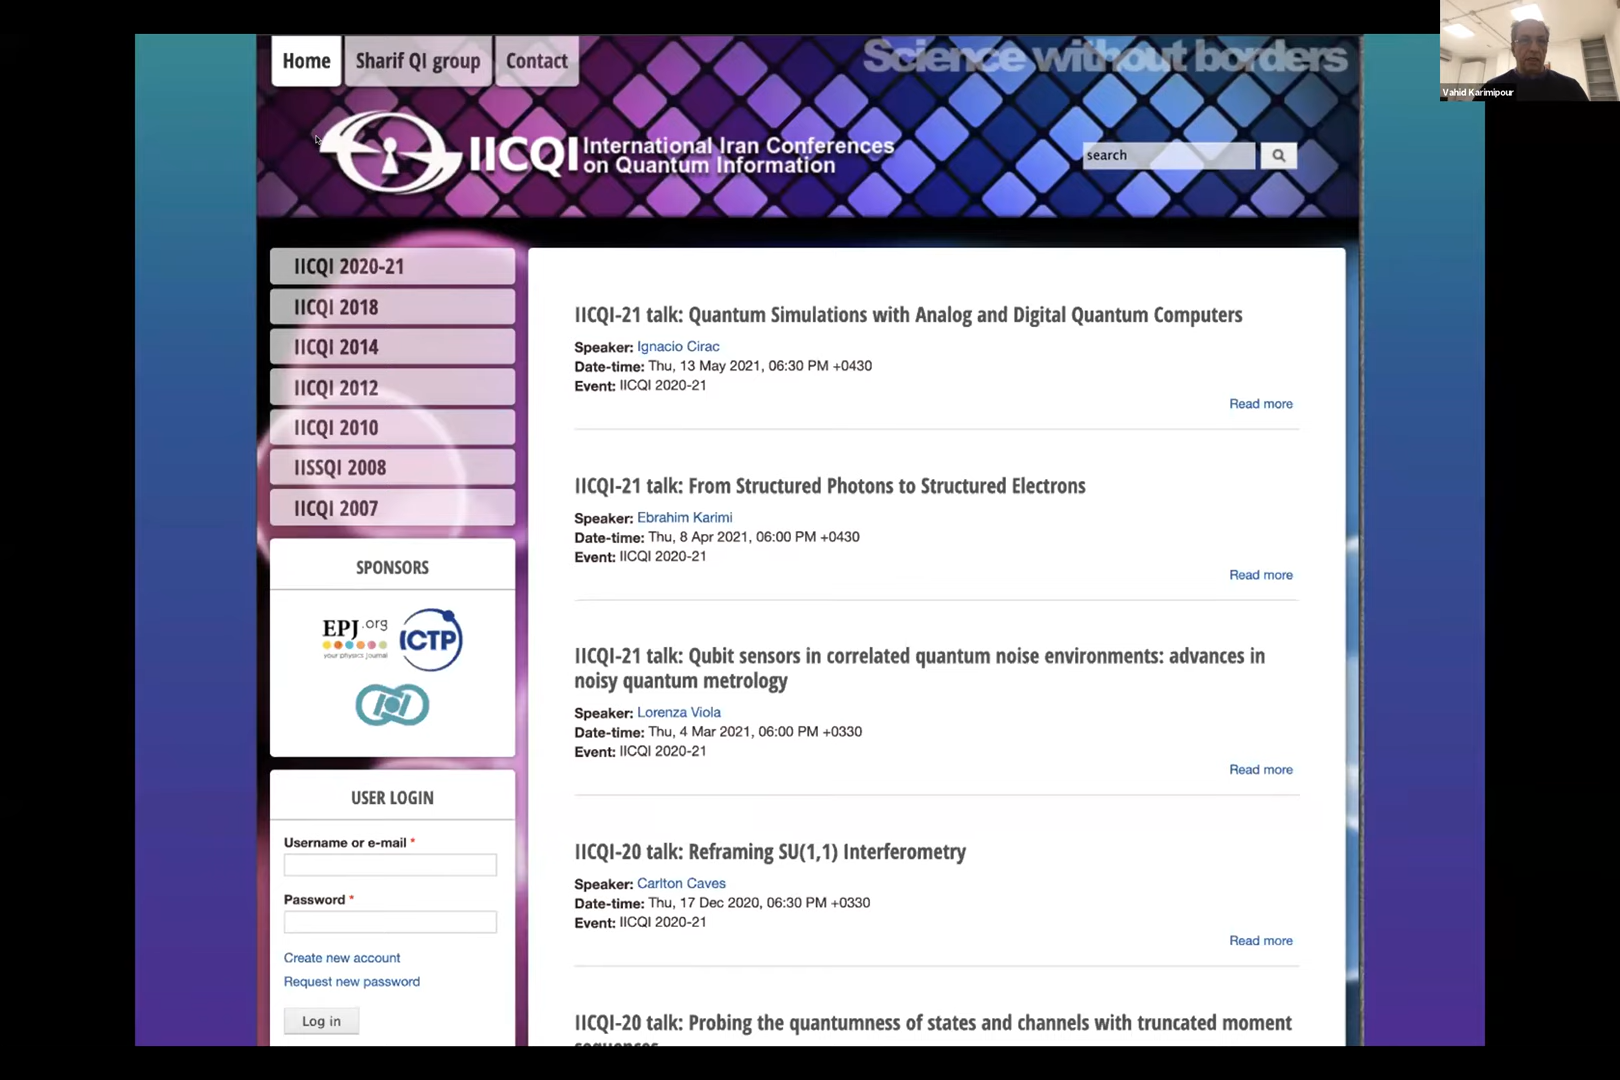 Home
Sharif QI group
Contact
Science without borders
IICQI International Iran Conferences
on Quantum Information
search
IICQI 2020-21
IICQI 2018
IICQI 2014
IICQI 2012
IICQI 2010
IISSQI 2008
IICQI 2007
SPONSORS
EPJ.org
your physics journal
ICTP
USER LOGIN
Username or e-mail *
Password *
Create new account
Request new password
Log in
IICQI-21 talk: Quantum Simulations with Analog and Digital Quantum Computers
Speaker: Ignacio Cirac
Date-time: Thu, 13 May 2021, 06:30 PM +0430
Event: IICQI 2020-21
Read more
IICQI-21 talk: From Structured Photons to Structured Electrons
Speaker: Ebrahim Karimi
Date-time: Thu, 8 Apr 2021, 06:00 PM +0430
Event: IICQI 2020-21
Read more
IICQI-21 talk: Qubit sensors in correlated quantum noise environments: advances in
noisy quantum metrology
Speaker: Lorenza Viola
Date-time: Thu, 4 Mar 2021, 06:00 PM +0330
Event: IICQI 2020-21
Read more
IICQI-20 talk: Reframing SU(1,1) Interferometry
Speaker: Carlton Caves
Date-time: Thu, 17 Dec 2020, 06:30 PM +0330
Event: IICQI 2020-21
Read more
IICQI-20 talk: Probing the quantumness of states and channels with truncated moment
sequences
Vahid Karimipour